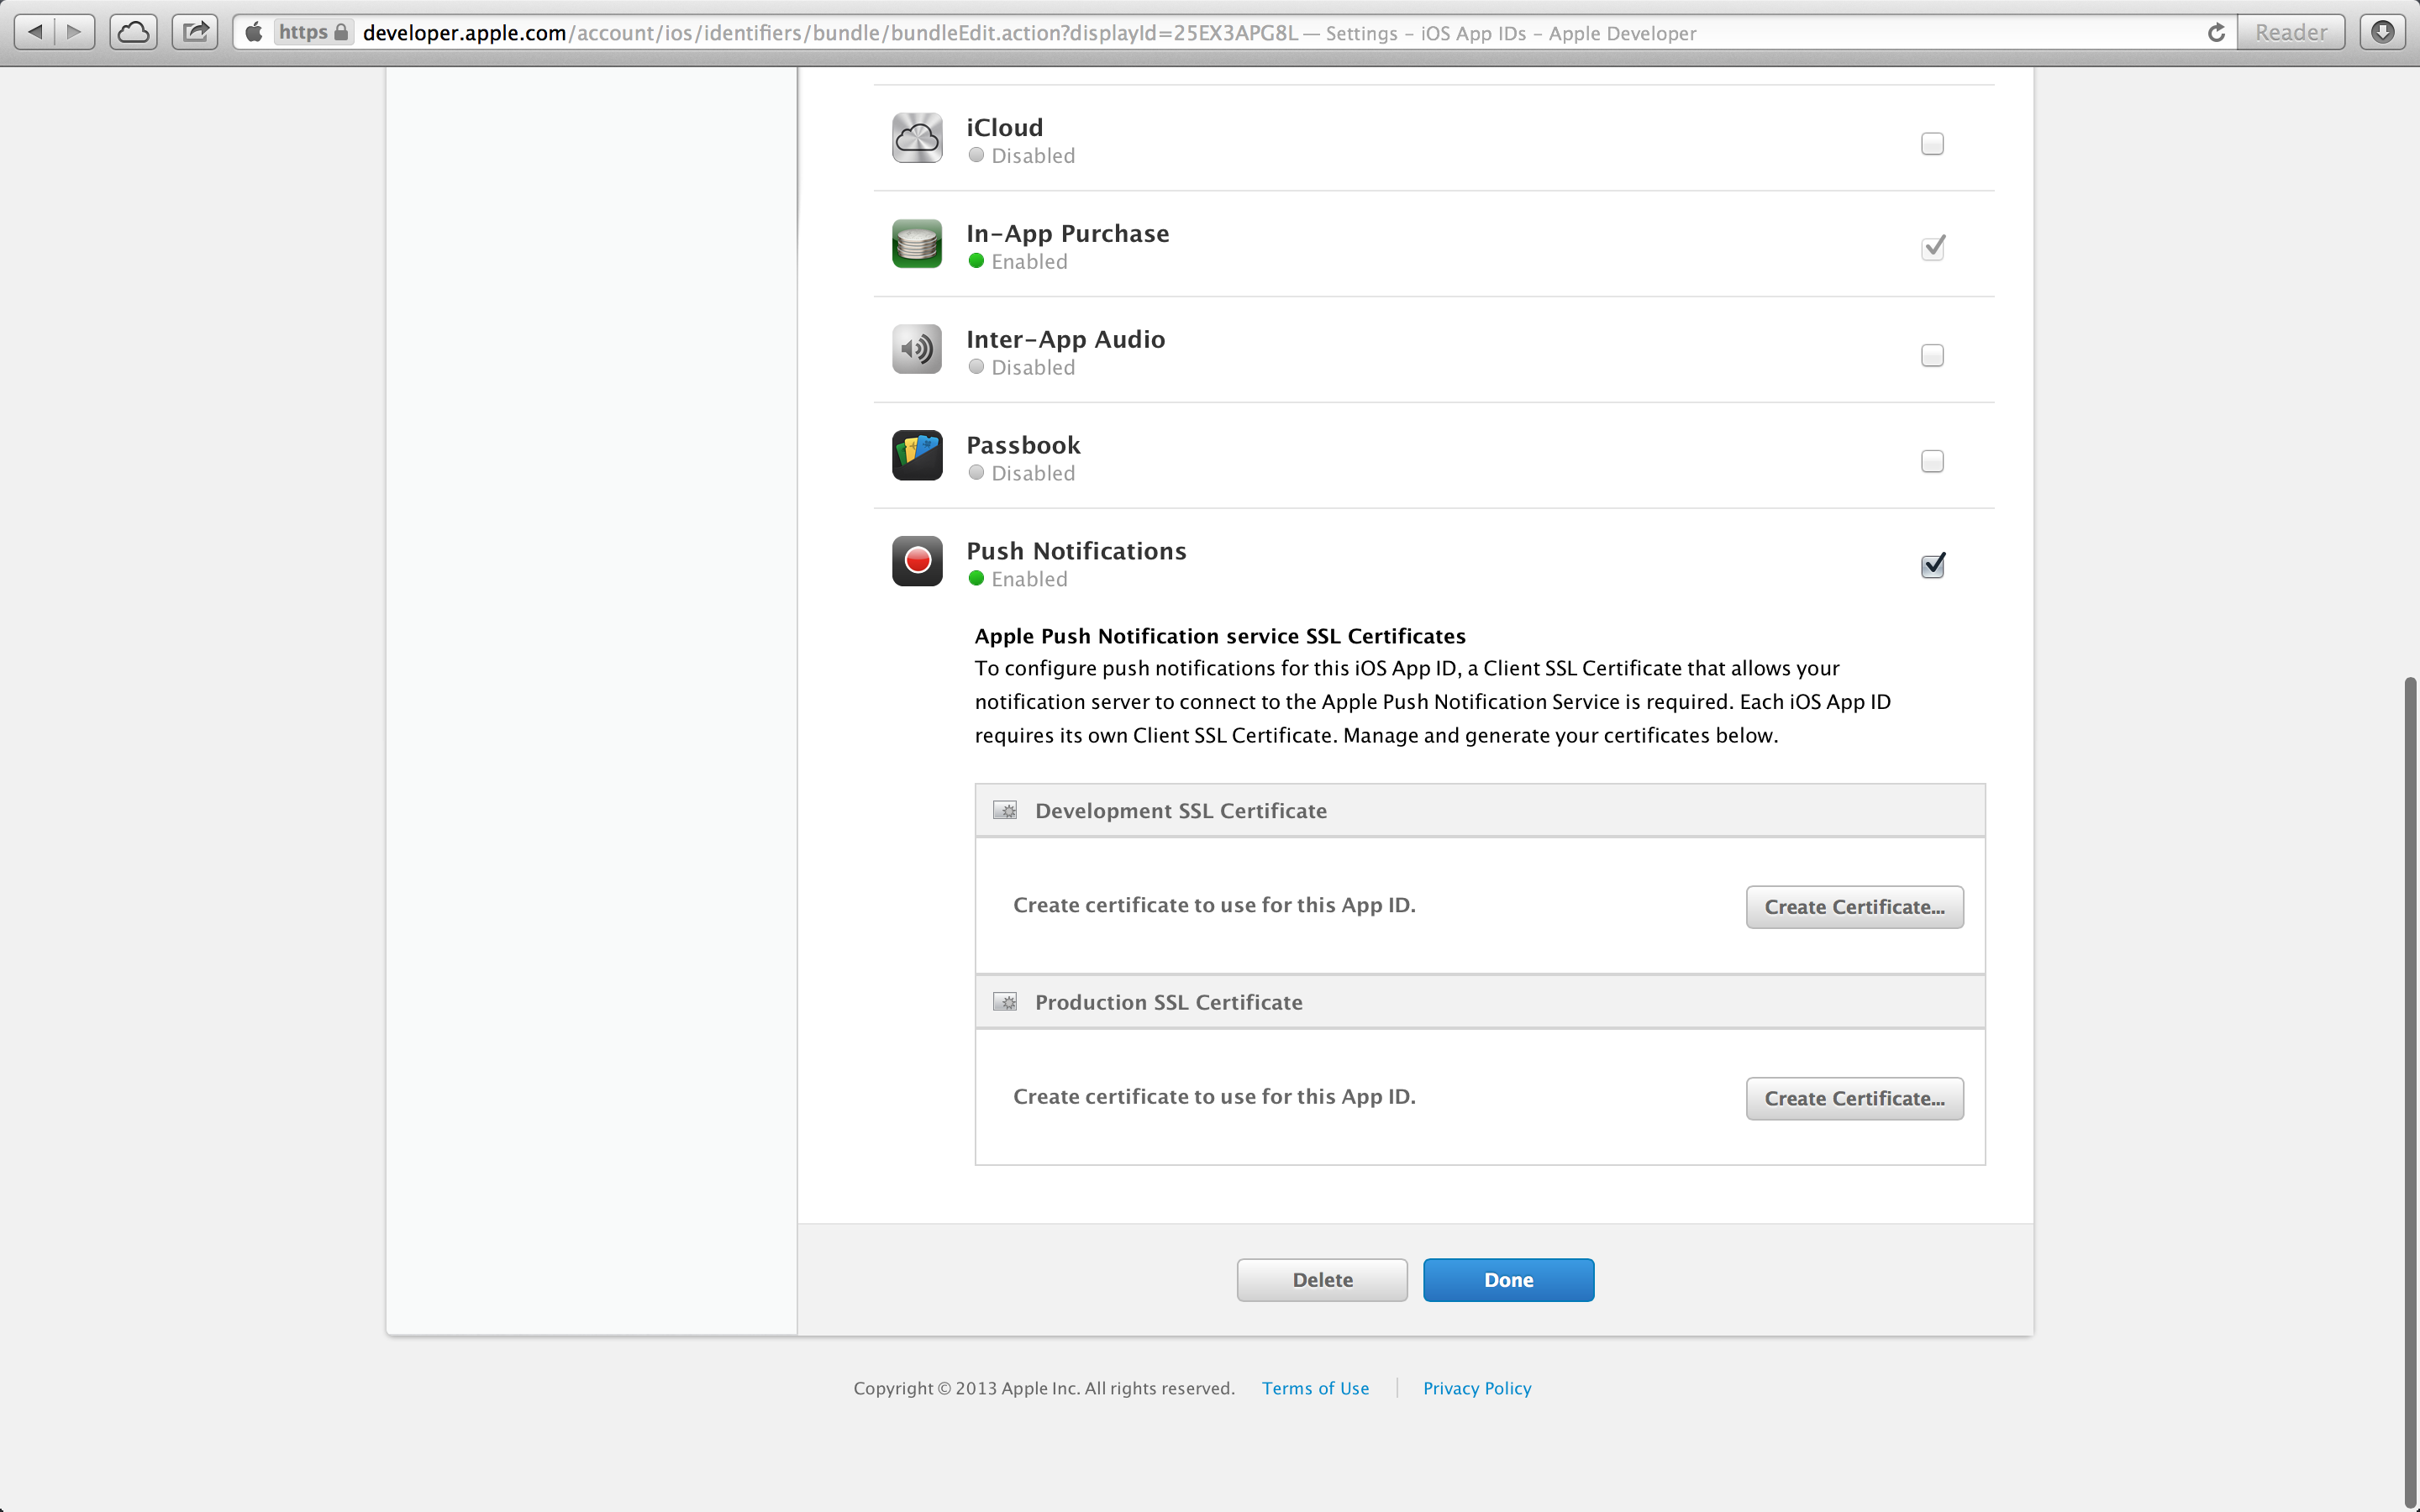 https developer.apple.com/account/ios/identifiers/bundle/bundleEdit.action?displayId=25EX3APG8L — Settings – iOS App IDs – Apple Developer Reader
iCloud
Disabled
In-App Purchase
Enabled
Inter-App Audio
Disabled
Passbook
Disabled
Push Notifications
Enabled
Apple Push Notification service SSL Certificates
To configure push notifications for this iOS App ID, a Client SSL Certificate that allows your
notification server to connect to the Apple Push Notification Service is required. Each iOS App ID
requires its own Client SSL Certificate. Manage and generate your certificates below.
Development SSL Certificate
Create certificate to use for this App ID. Create Certificate...
Production SSL Certificate
Create certificate to use for this App ID. Create Certificate...
Delete Done
Copyright © 2013 Apple Inc. All rights reserved. Terms of Use Privacy Policy